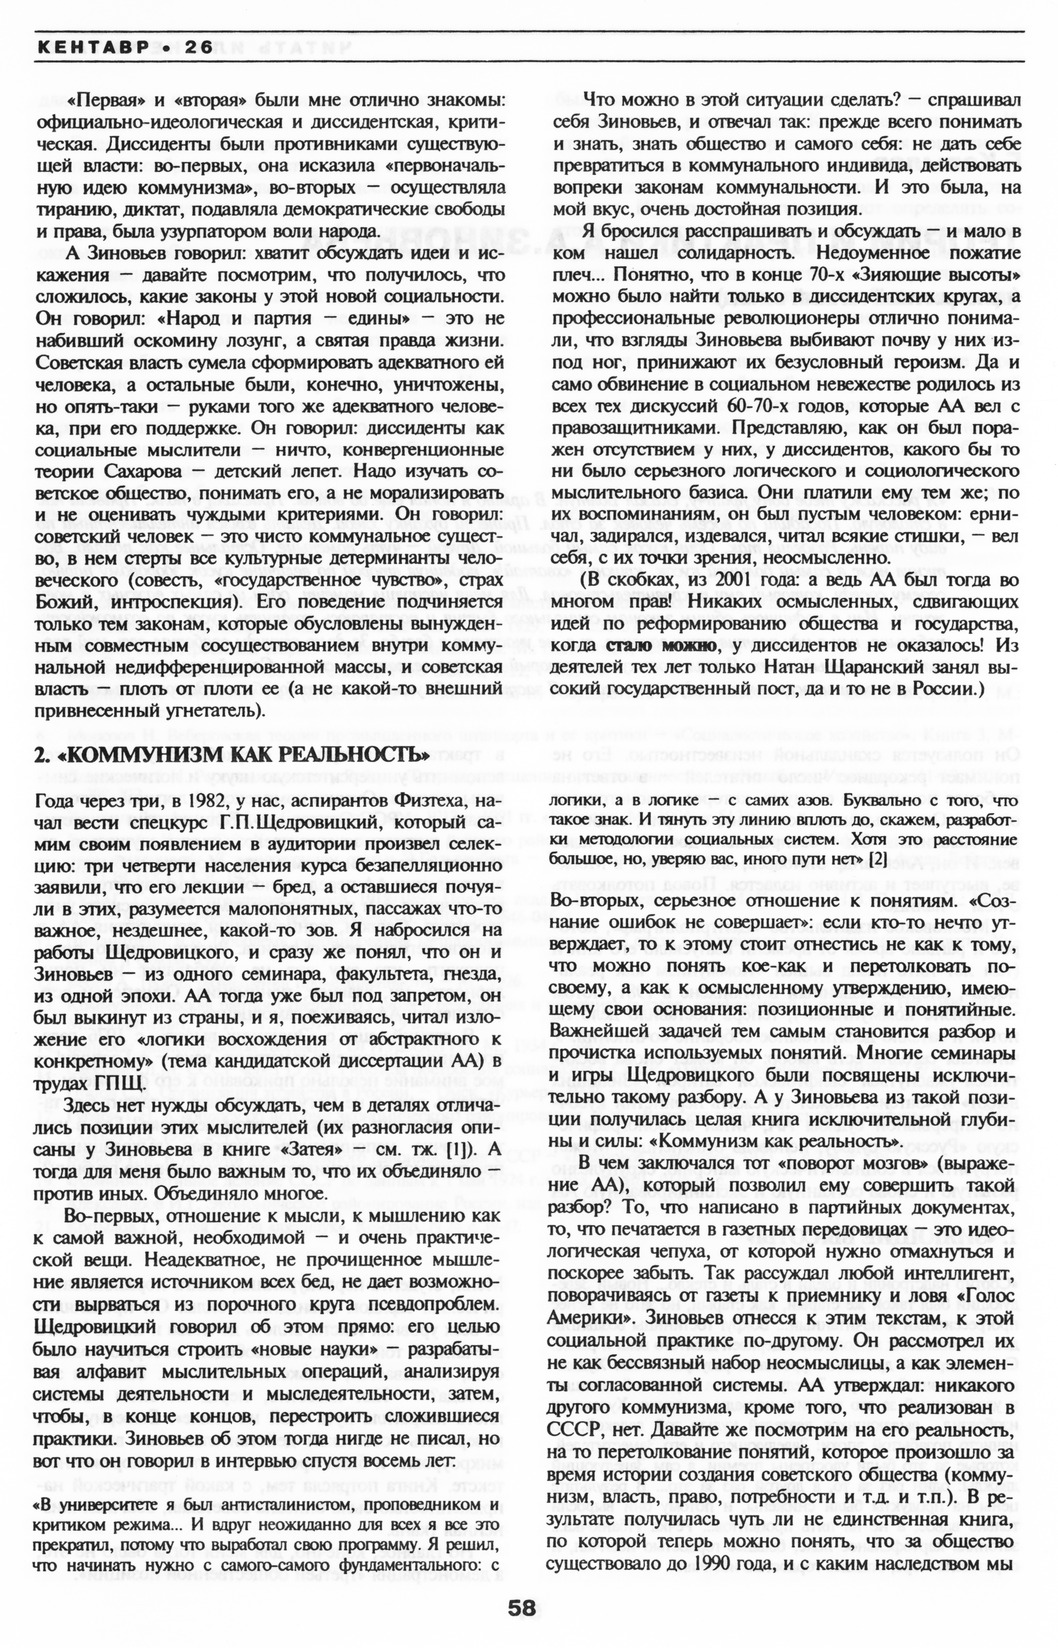 КЕНТАВР • 26
«Первая» и «вторая» были мне отлично знакомы:
официально-идеологическая и диссидентская, крити-
ческая. Диссиденты были противниками существую-
щей власти: во-первых, она исказила «первоначаль-
ную идею коммунизма», во-вторых — осуществляла
тиранию, диктат, подавляла демократические свободы
и права, была узурпатором воли народа.
А Зиновьев говорил: хватит обсуждать идеи и ис-
кажения — давайте посмотрим, что получилось, что
сложилось, какие законы у этой новой социальности.
Он говорил: «Народ и партия — едины» — это не
набивший оскомину лозунг, а святая правда жизни.
Советская власть сумела сформировать адекватного ей
человека, а остальные были, конечно, уничтожены,
но опять-таки — руками того же адекватного челове-
ка, при его поддержке. Он говорил: диссиденты как
социальные мыслители — ничто, конвергенционные
теории Сахарова — детский лепет. Надо изучать со-
ветское общество, понимать его, а не морализировать
и не оценивать чуждыми критериями. Он говорил:
советский человек — это чисто коммунальное сущест-
во, в нем стерты все культурные детерминанты чело-
веческого (совесть, «государственное чувство», страх
Божий, интроспекция). Его поведение подчиняется
только тем законам, которые обусловлены вынужден-
ным совместным сосуществованием внутри комму-
нальной недифференцированной массы, и советская
власть — плоть от плоти ее (а не какой-то внешний
привнесенный угнетатель).
2. «КОММУНИЗМ КАК РЕАЛЬНОСТЬ»
Года через три, в 1982, у нас, аспирантов Физтеха, на-
чал вести спецкурс Г.П.Щедровицкий, который са-
мим своим появлением в аудитории произвел селек-
цию: три четверти населения курса безапелляционно
заявили, что его лекции — бред, а оставшиеся почуя-
ли в этих, разумеется малопонятных, пассажах что-то
важное, нездешнее, какой-то зов. Я набросился на
работы Щедровицкого, и сразу же понял, что он и
Зиновьев — из одного семинара, факультета, гнезда,
из одной эпохи. АА тогда уже был под запретом, он
был выкинут из страны, и я, поеживаясь, читал изло-
жение его «логики восхождения от абстрактного к
конкретному» (тема кандидатской диссертации АА) в
трудах ГПЩ.
Здесь нет нужды обсуждать, чем в деталях отлича-
лись позиции этих мыслителей (их разногласия опи-
саны у Зиновьева в книге «Затея» — см. тж. [1]). А
тогда для меня было важным то, что их объединяло —
против иных. Объединяло многое.
Во-первых, отношение к мысли, к мышлению как
к самой важной, необходимой — и очень практиче-
ской вещи. Неадекватное, не прочищенное мышле-
ние является источником всех бед, не дает возможно-
сти вырваться из порочного круга псевдопроблем.
Щедровицкий говорил об этом прямо: его целью
было научиться строить «новые науки» — разрабаты-
вая алфавит мыслительных операций, анализируя
системы деятельности и мыследеятельности, затем,
чтобы, в конце концов, перестроить сложившиеся
практики. Зиновьев об этом тогда нигде не писал, но
вот что он говорил в интервью спустя восемь лет:
«В университете я был антисталинистом, проповедником и
критиком режима... И вдруг неожиданно для всех я все это
прекратил, потому что выработал свою программу. Я решил,
что начинать нужно с самого-самого фундаментального: с
Что можно в этой ситуации сделать? — спрашивал
себя Зиновьев, и отвечал так: прежде всего понимать
и знать, знать общество и самого себя: не дать себе
превратиться в коммунального индивида, действовать
вопреки законам коммунальности. И это была, на
мой вкус, очень достойная позиция.
Я бросился расспрашивать и обсуждать — и мало в
ком нашел солидарность. Недоуменное пожатие
плеч... Понятно, что в конце 70-х «Зияющие высоты»
можно было найти только в диссидентских кругах, а
профессиональные революционеры отлично понима-
ли, что взгляды Зиновьева выбивают почву у них из-
под ног, принижают их безусловный героизм. Да и
само обвинение в социальном невежестве родилось из
всех тех дискуссий 60-70-х годов, которые АА вел с
правозащитниками. Представляю, как он был пора-
жен отсутствием у них, у диссидентов, какого бы то
ни было серьезного логического и социологического
мыслительного базиса. Они платили ему тем же; по
их воспоминаниям, он был пустым человеком: ерни-
чал, задирался, издевался, читал всякие стишки, — вел
себя, с их точки зрения, несерьезно.
(В скобках, из 2001 года: а ведь АА был тогда во
многом прав! Никаких осмысленных, сдвигающих
идей по реформированию общества и государства,
когда стало можно, у диссидентов не оказалось! Из
деятелей тех лет только Натан Щаранский занял вы-
сокий государственный пост, да и то не в России.)
логики, а в логике — с самих азов. Буквально с того, что
такое знак. И тянуть эту линию вплоть до, скажем, разработ-
ки методологии социальных систем. Хотя это расстояние
большое, но, уверяю вас, иного пути нет» [2]
Во-вторых, серьезное отношение к понятиям. «Соз-
нание ошибок не совершает»: если кто-то нечто ут-
верждает, то к этому стоит отнестись не как к тому,
что можно понять кое-как и перетолковать по-
своему, а как к осмысленному утверждению, имею-
щему свои основания: позиционные и понятийные.
Важнейшей задачей тем самым становится разбор и
прочистка используемых понятий. Многие семинары
и игры Щедровицкого были посвящены исключи-
тельно такому разбору. А у Зиновьева из такой пози-
ции получилась целая книга исключительной глуби-
ны и силы: «Коммунизм как реальность».
В чем заключался тот «поворот мозгов» (выраже-
ние АА), который позволил ему совершить такой
разбор? То, что написано в партийных документах,
то, что печатается в газетных передовицах — это идео-
логическая чепуха, от которой нужно отмахнуться и
поскорее забыть. Так рассуждал любой интеллигент,
поворачиваясь от газеты к приемнику и ловя «Голос
Америки». Зиновьев отнесся к этим текстам, к этой
социальной практике по-другому. Он рассмотрел их
не как бессвязный набор неосмыслицы, а как элемен-
ты согласованной системы. АА утверждал: никакого
другого коммунизма, кроме того, что реализован в
СССР, нет. Давайте же посмотрим на его реальность,
на то перетолкование понятий, которое произошло за
время истории создания советского общества (комму-
низм, власть, право, потребности и т.д. и т.п.). В ре-
зультате получилась чуть ли не единственная книга,
по которой теперь можно понять, что за общество
существовало до 1990 года, и с каким наследством мы
58